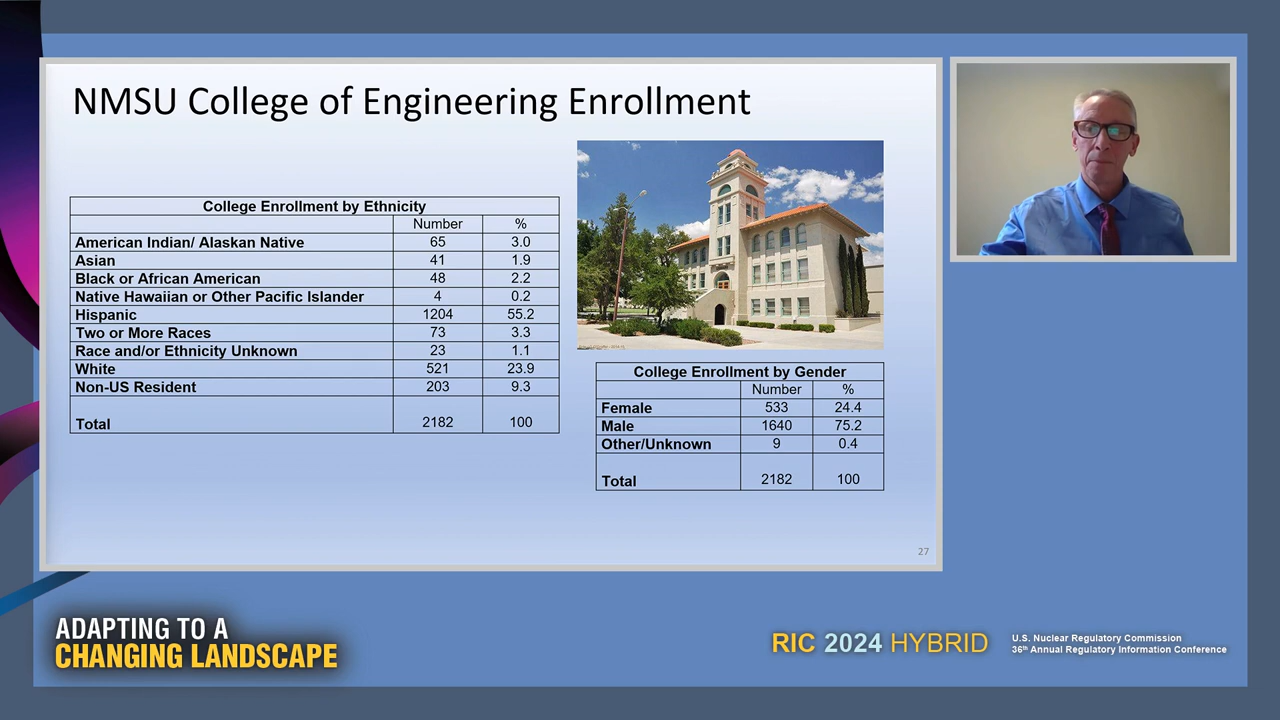 NMSU College of Engineering Enrollment
College Enrollment by Ethnicity
Number %
American Indian/ Alaskan Native 65 3.0
Asian 41 1.9
Black or African American 48 2.2
Native Hawaiian or Other Pacific Islander 4 0.2
Hispanic 1204 55.2
Two or More Races 73 3.3
Race and/or Ethnicity Unknown 23 1.1
White 521 23.9
Non-US Resident 203 9.3
Total 2182 100
College Enrollment by Gender
Number %
Female 533 24.4
Male 1640 75.2
Other/Unknown 9 0.4
Total 2182 100
27
ADAPTING TO A
CHANGING LANDSCAPE
RIC 2024 HYBRID
U.S. Nuclear Regulatory Commission
36th Annual Regulatory Information Conference